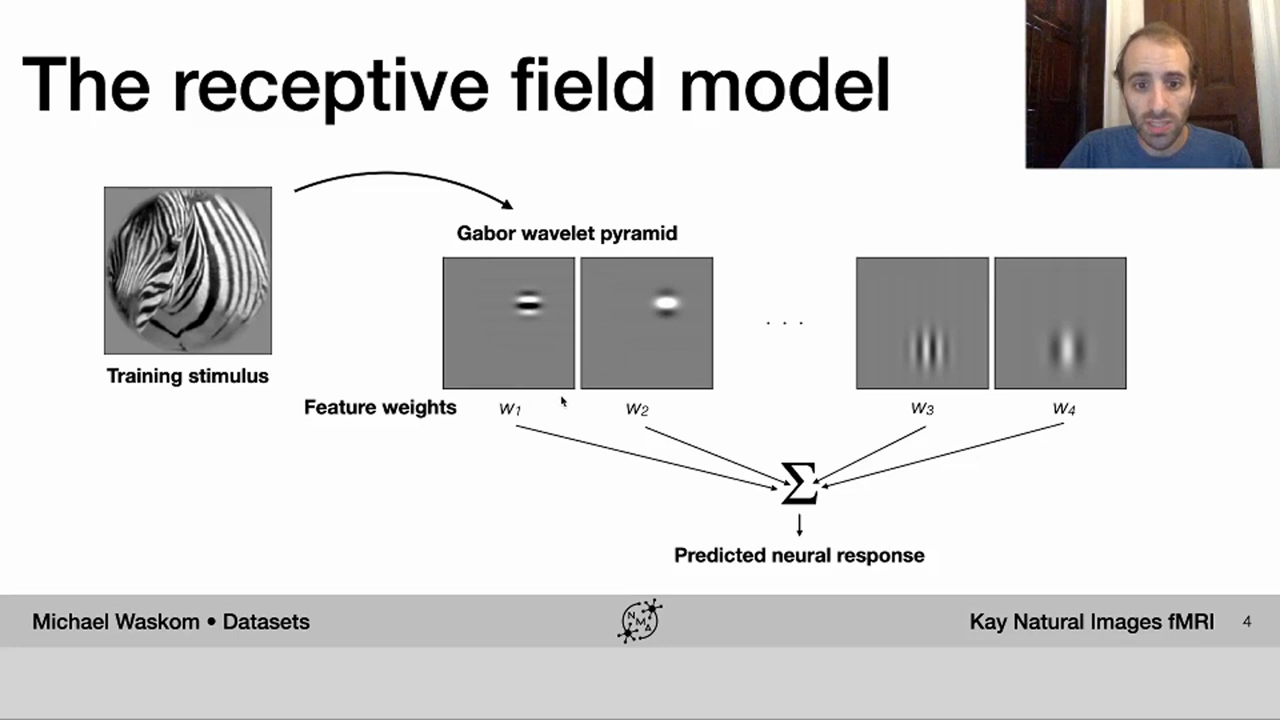 The receptive field model
Gabor wavelet pyramid
. . .
Training stimulus
Feature weights w1 w2 w3 w4
Σ
Predicted neural response
Michael Waskom • Datasets
NMA
Kay Natural Images fMRI 4